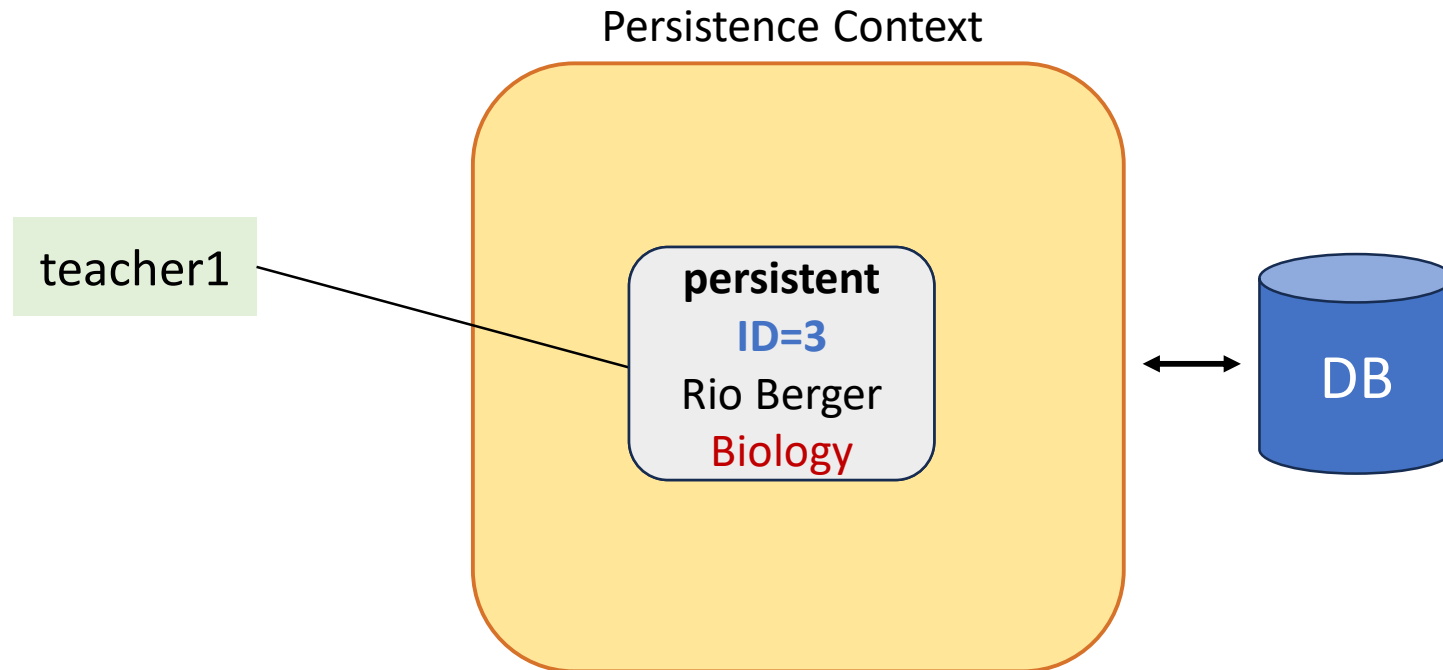 Persistence Context
teacher1
persistent
ID=3
Rio Berger
Biology
DB